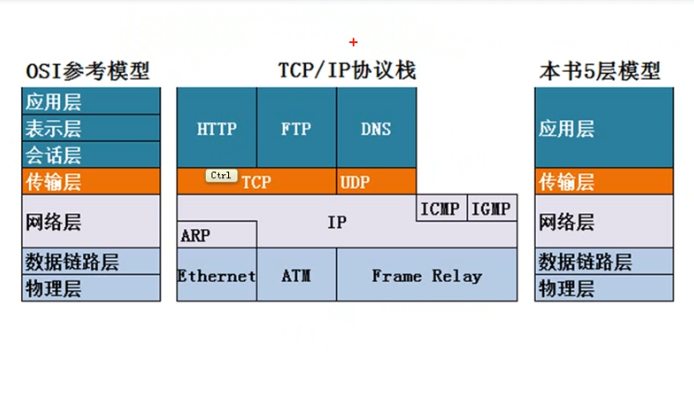 OSI参考模型
应用层
表示层
会话层
传输层
网络层
数据链路层
物理层
TCP/IP协议栈
HTTP FTP DNS
Ctrl
TCP UDP
ICMP IGMP
IP
ARP
Ethernet ATM Frame Relay
本书5层模型
应用层
传输层
网络层
数据链路层
物理层